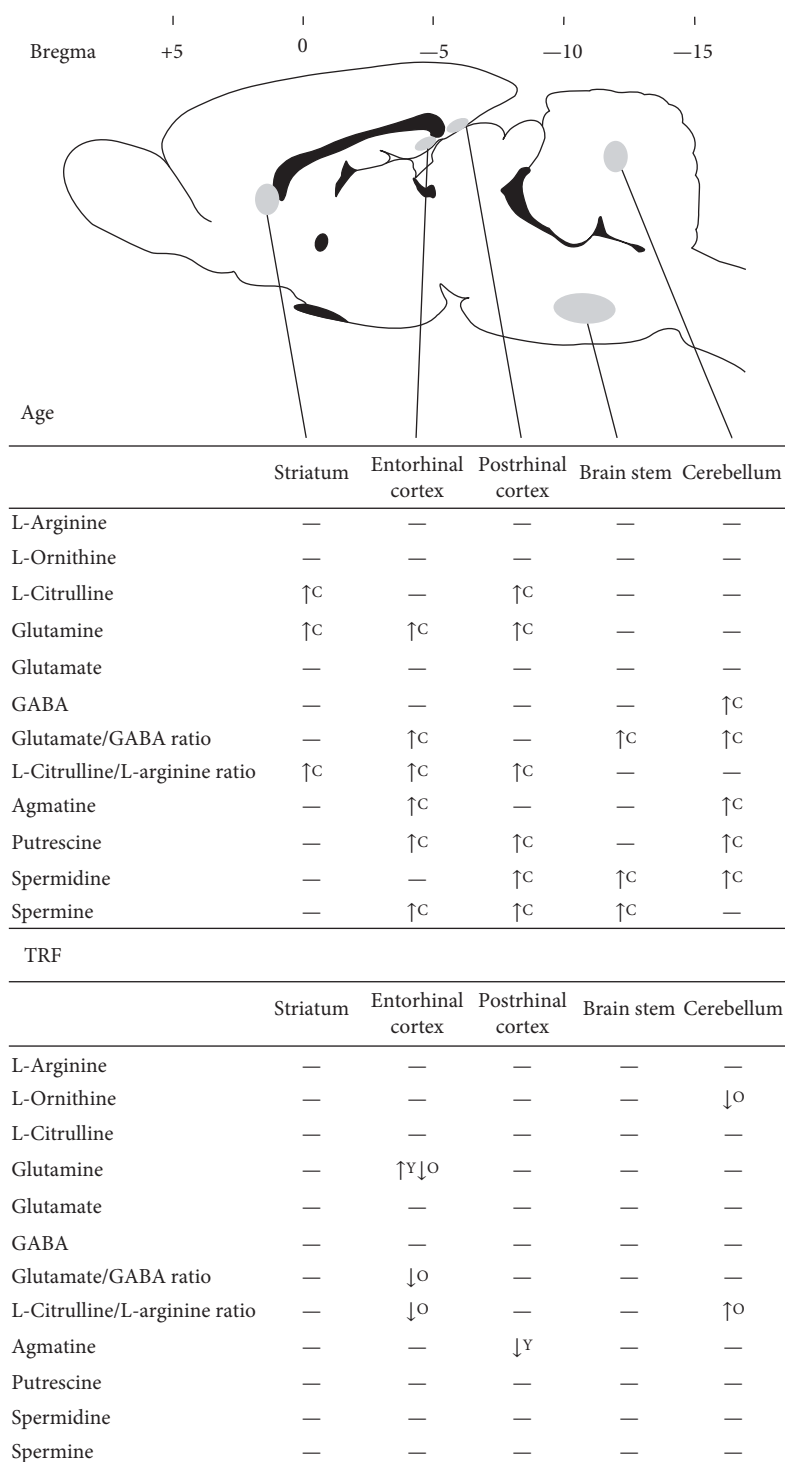 Bregma +5 0 —5 —10 —15
Age
Striatum Entorhinal cortex Postrhinal cortex Brain stem Cerebellum
L-Arginine — — — — —
L-Ornithine — — — — —
L-Citrulline ↑C — ↑C — —
Glutamine ↑C ↑C ↑C — —
Glutamate — — — — —
GABA — — — — ↑C
Glutamate/GABA ratio — ↑C — ↑C ↑C
L-Citrulline/L-arginine ratio ↑C ↑C ↑C — —
Agmatine — ↑C — — ↑C
Putrescine — ↑C ↑C — ↑C
Spermidine — — ↑C ↑C ↑C
Spermine — ↑C ↑C ↑C —
TRF
Striatum Entorhinal cortex Postrhinal cortex Brain stem Cerebellum
L-Arginine — — — — —
L-Ornithine — — — — ↓O
L-Citrulline — — — — —
Glutamine — ↑Y↓O — — —
Glutamate — — — — —
GABA — — — — —
Glutamate/GABA ratio — ↓O — — —
L-Citrulline/L-arginine ratio — ↓O — — ↑O
Agmatine — — ↓Y — —
Putrescine — — — — —
Spermidine — — — — —
Spermine — — — — —